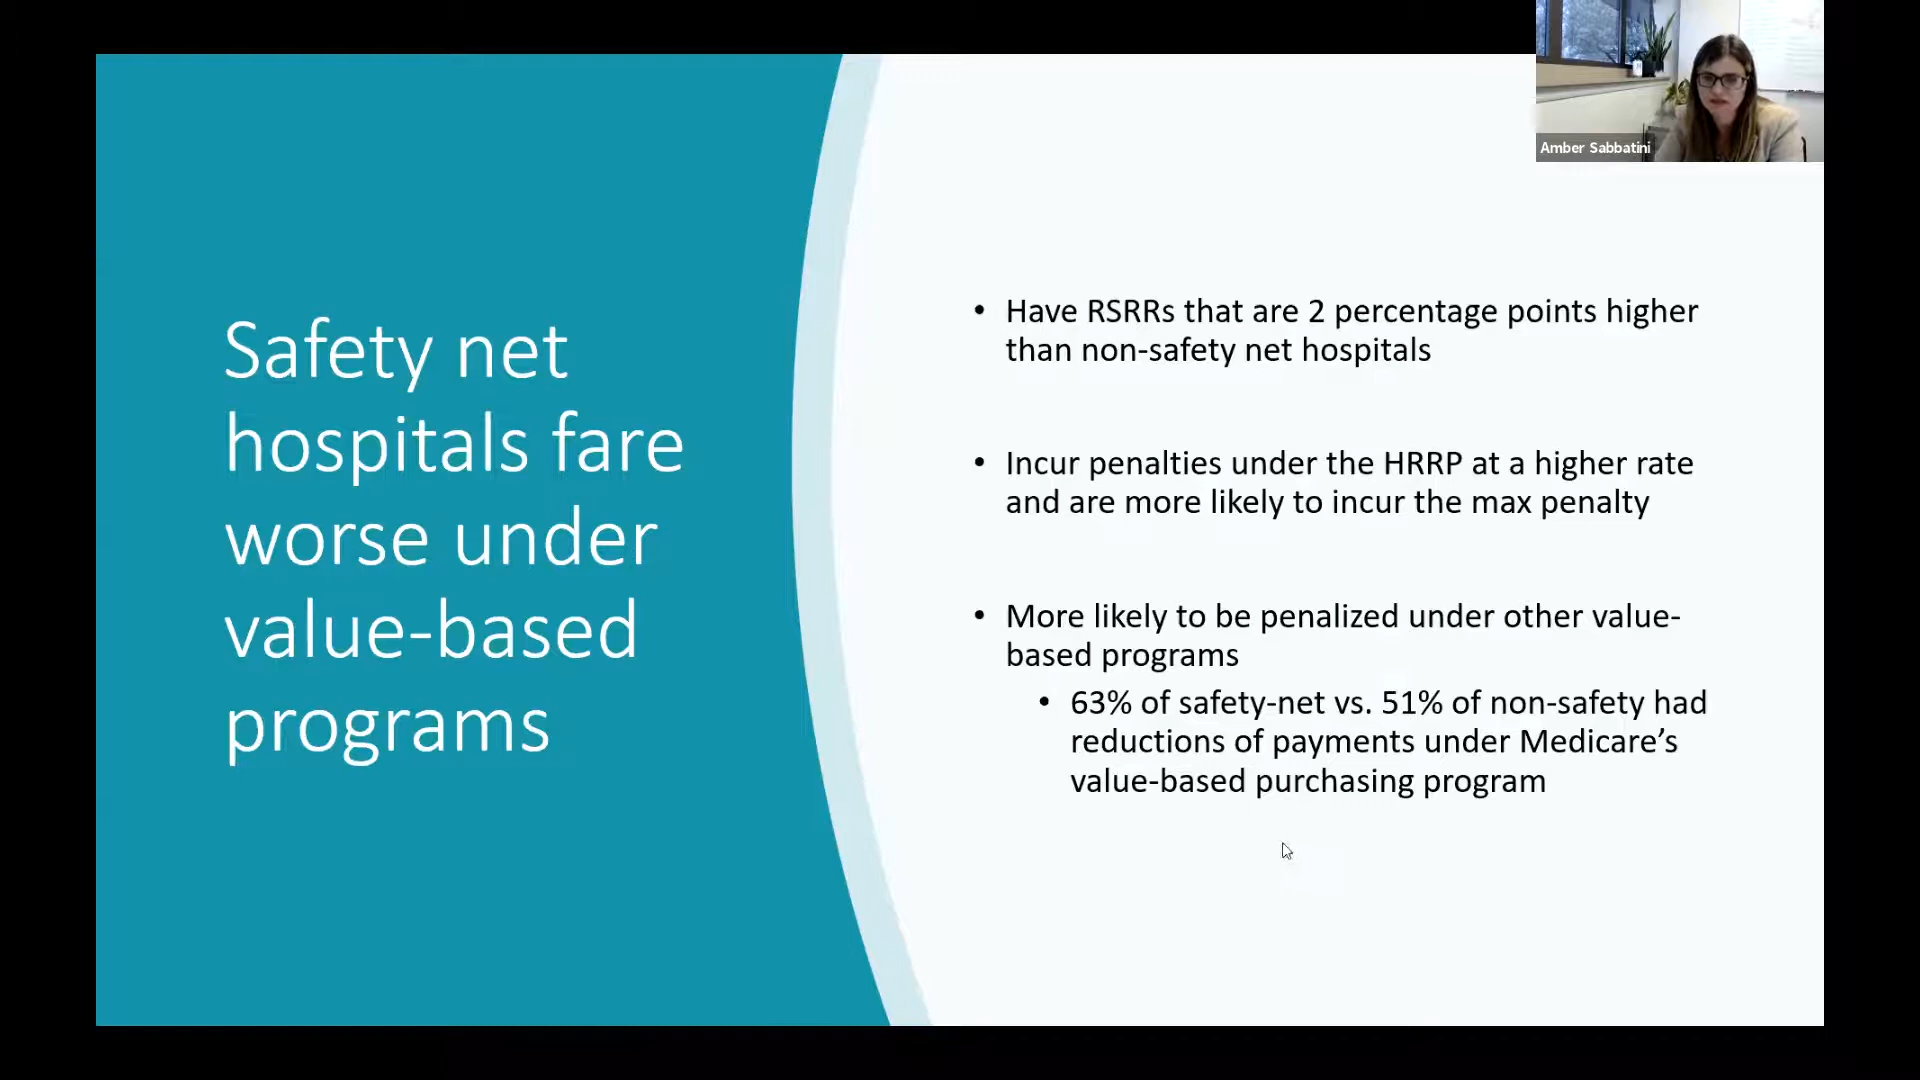 Amber Sabbatini
Safety net
hospitals fare
worse under
value-based
programs
• Have RSRRs that are 2 percentage points higher
than non-safety net hospitals
• Incur penalties under the HRRP at a higher rate
and are more likely to incur the max penalty
• More likely to be penalized under other value-
based programs
• 63% of safety-net vs. 51% of non-safety had
reductions of payments under Medicare’s
value-based purchasing program